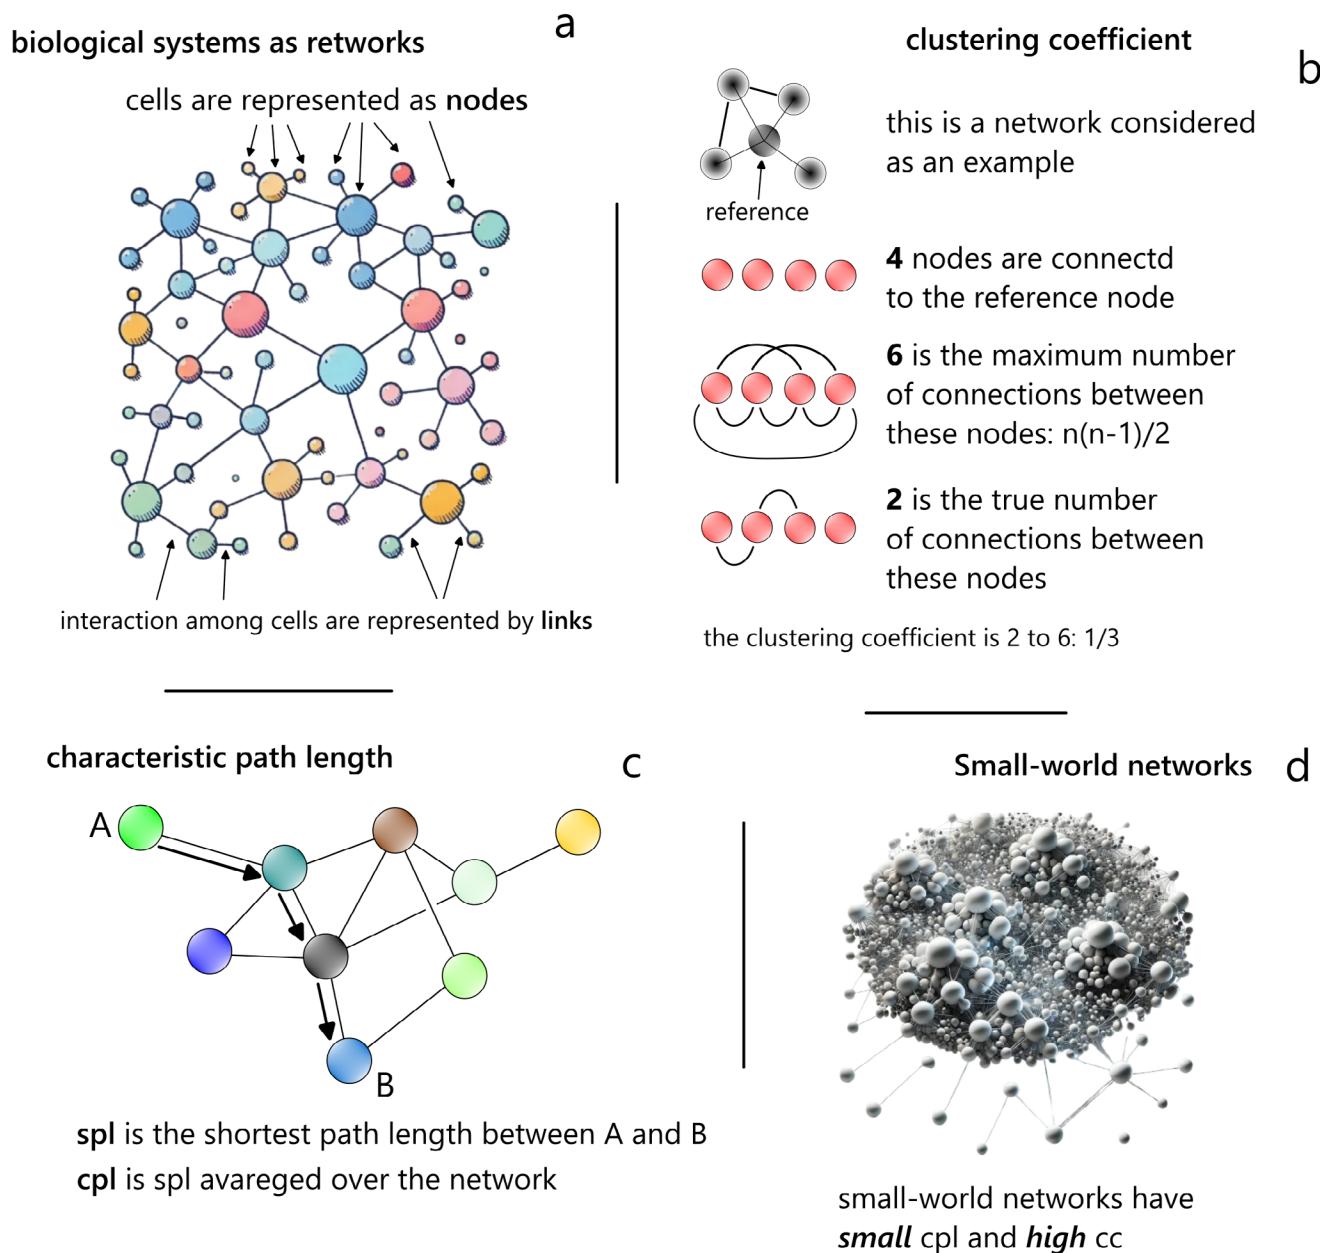 a
biological systems as retworks
cells are represented as nodes
interaction among cells are represented by links
clustering coefficient
b
this is a network considered
as an example
reference
4 nodes are connectd
to the reference node
6 is the maximum number
of connections between
these nodes: n(n-1)/2
2 is the true number
of connections between
these nodes
the clustering coefficient is 2 to 6: 1/3
characteristic path length
c
A
B
spl is the shortest path length between A and B
cpl is spl avareged over the network
Small-world networks
d
small-world networks have
small cpl and high cc